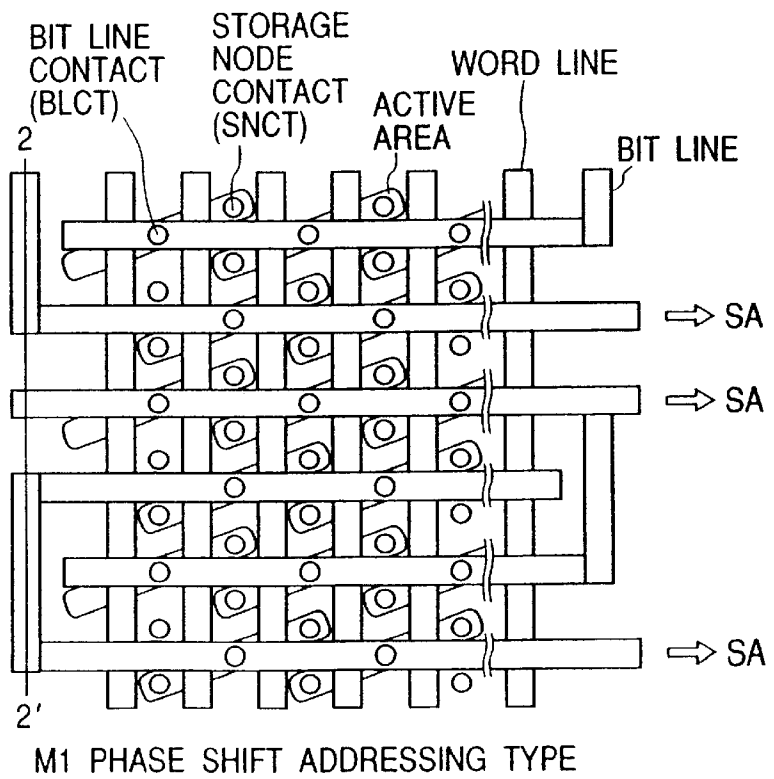 BIT LINE
CONTACT
(BLCT)
STORAGE
NODE
CONTACT
(SNCT)
ACTIVE
AREA
WORD LINE
BIT LINE
2
SA
SA
SA
2'
M1 PHASE SHIFT ADDRESSING TYPE